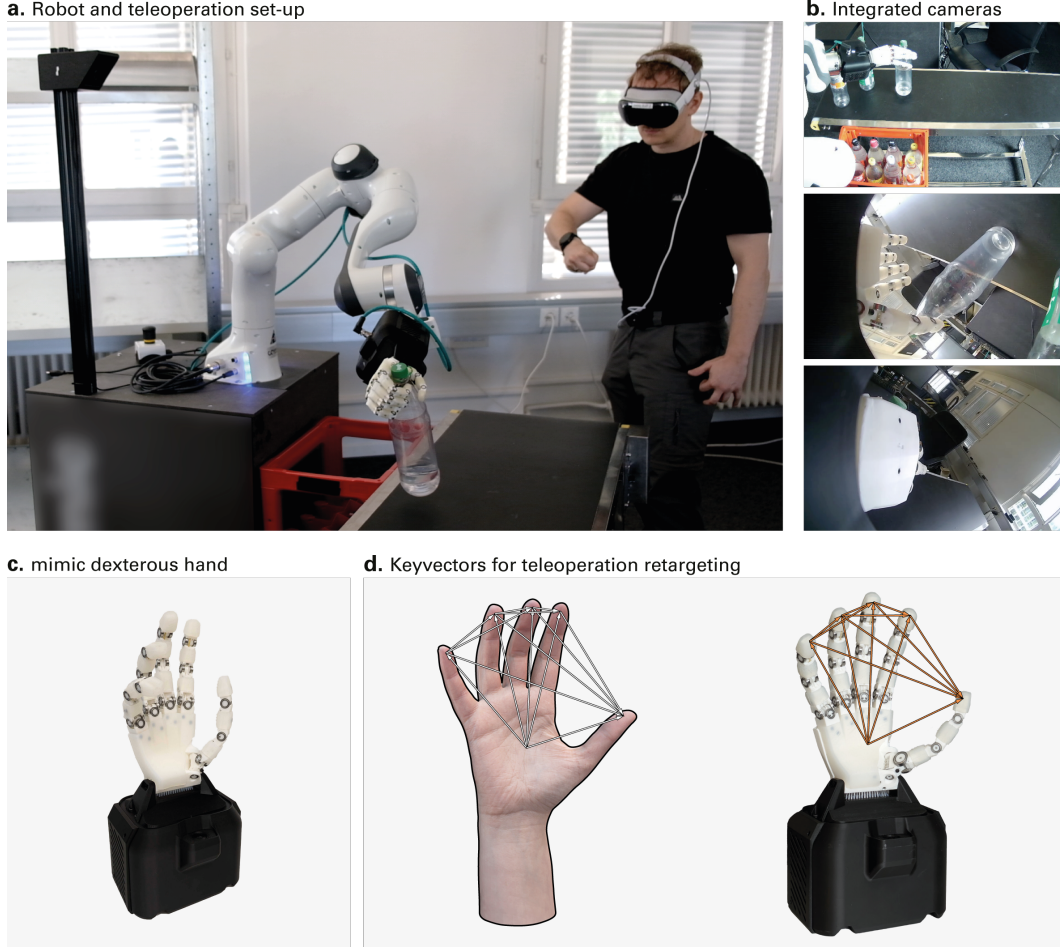 a. Robot and teleoperation set-up
b. Integrated cameras
c. mimic dexterous hand
d. Keyvectors for teleoperation retargeting